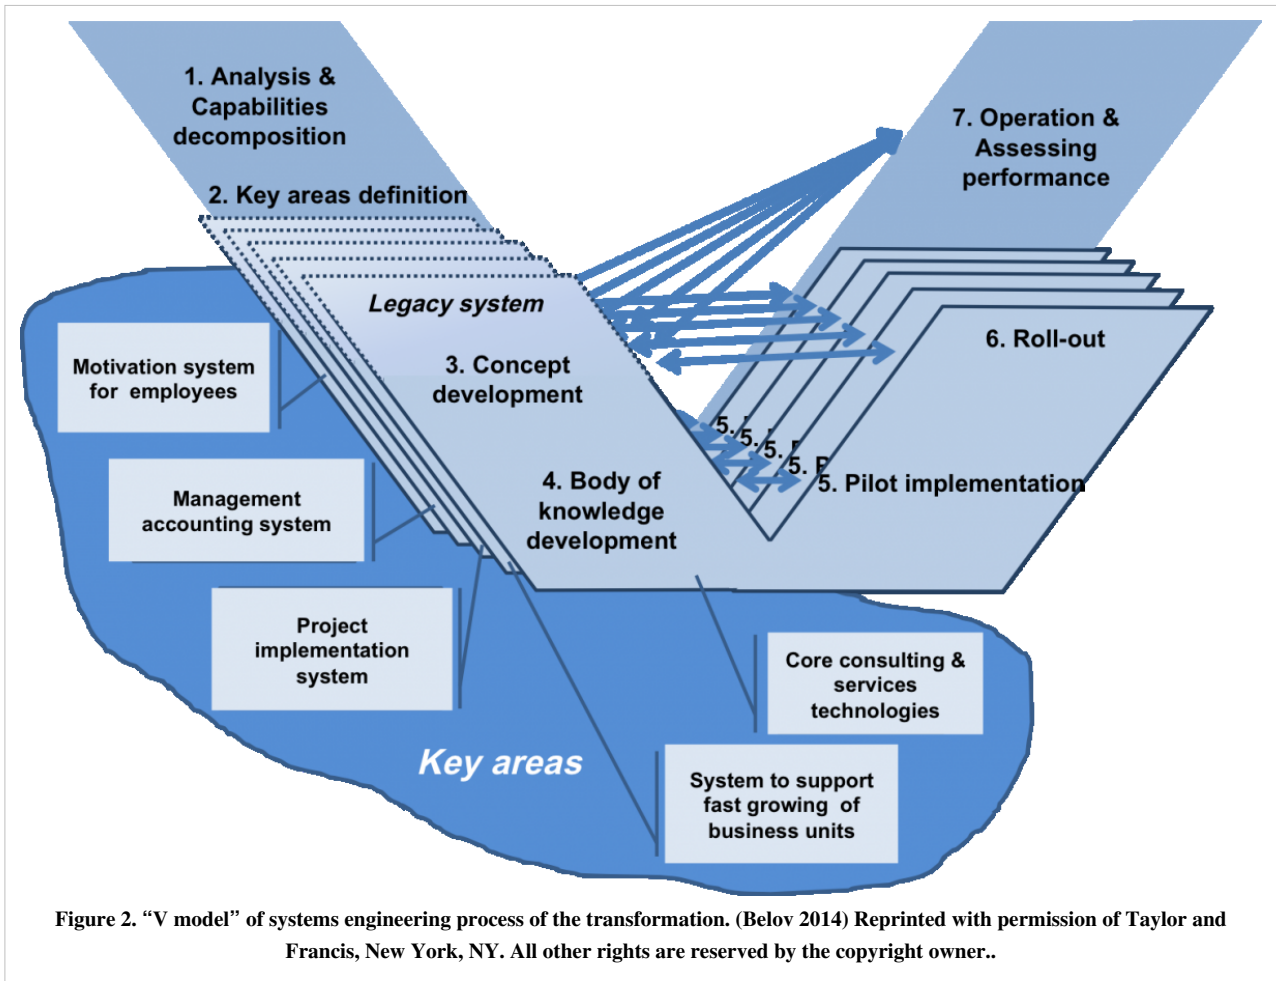 1. Analysis &
Capabilities
decomposition
2. Key areas definition
Legacy system
3. Concept
development
4. Body of
knowledge
development
5.
5.
5.
5.
5. Pilot implementation
6. Roll-out
7. Operation &
Assessing
performance
Motivation system
for employees
Management
accounting system
Project
implementation
system
Key areas
Core consulting &
services
technologies
System to support
fast growing of
business units
Figure 2. “V model” of systems engineering process of the transformation. (Belov 2014) Reprinted with permission of Taylor and
Francis, New York, NY. All other rights are reserved by the copyright owner..